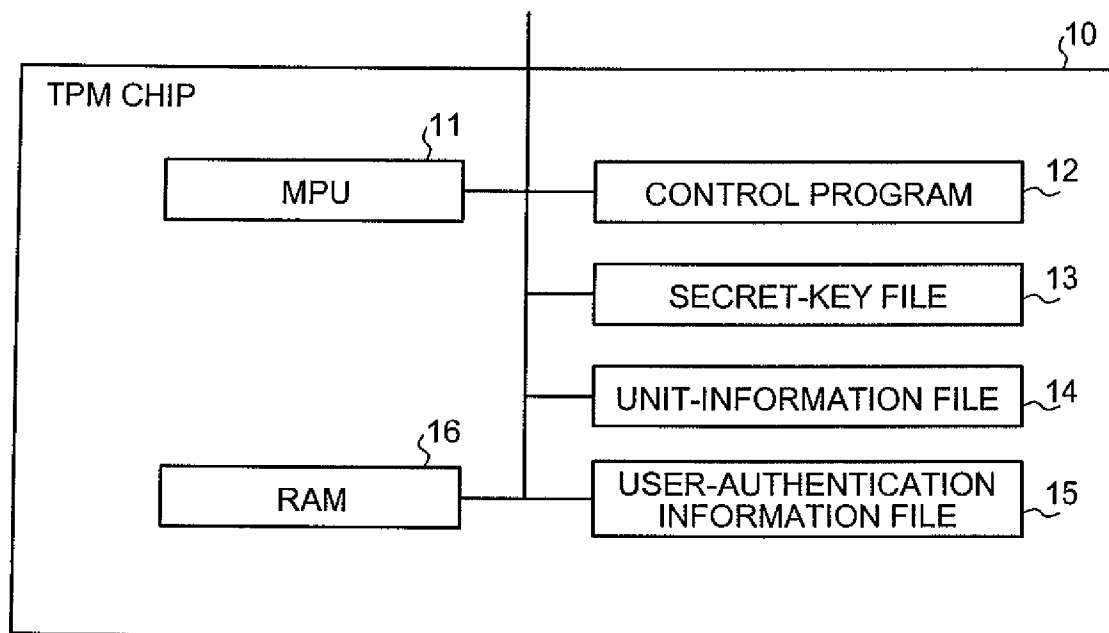 10
TPM CHIP
11
MPU
12
CONTROL PROGRAM
13
SECRET-KEY FILE
14
UNIT-INFORMATION FILE
16
RAM
15
USER-AUTHENTICATION
INFORMATION FILE